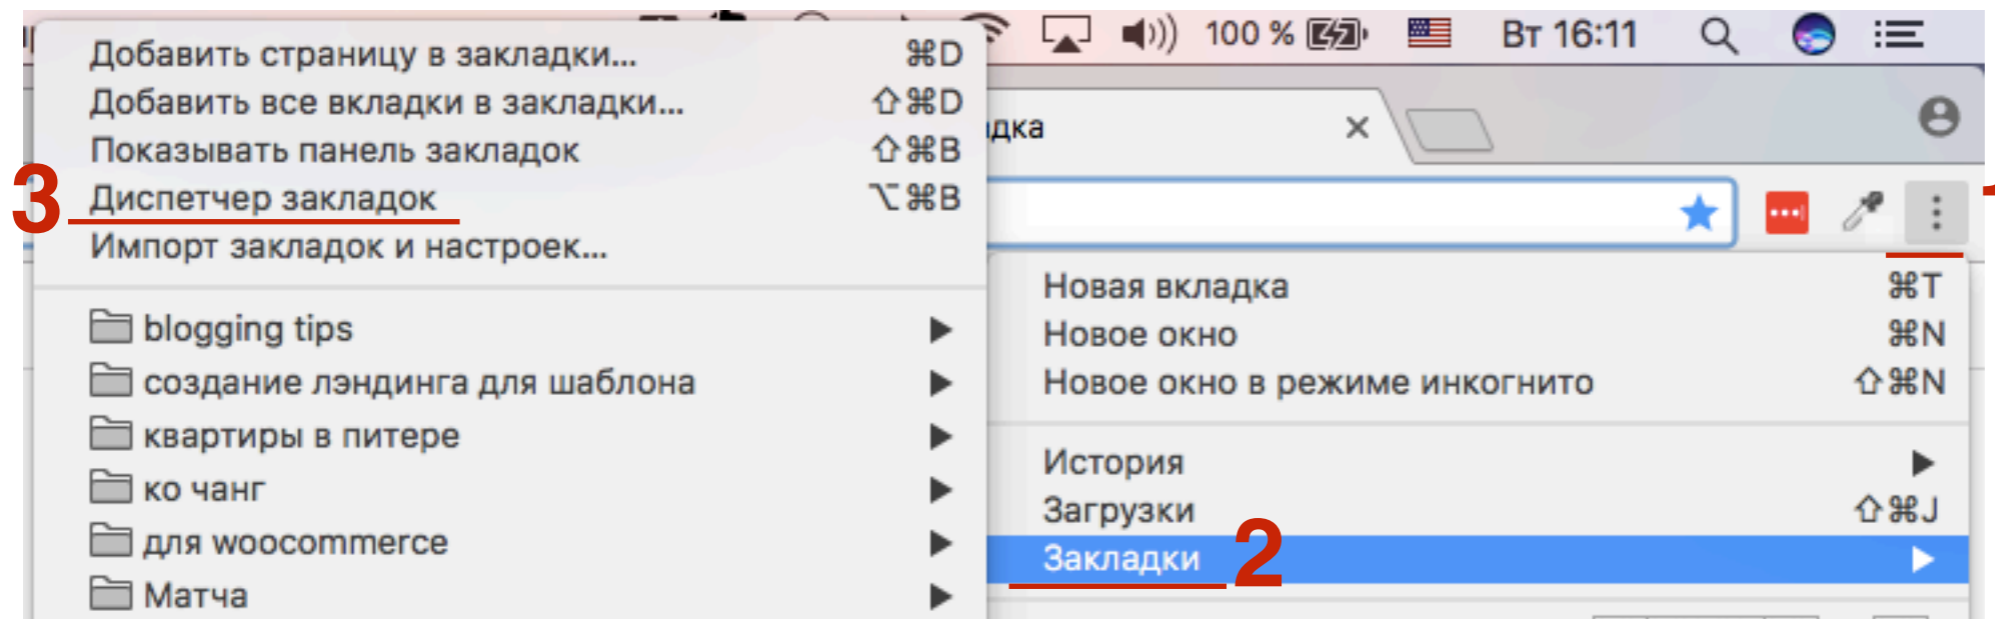 100 %
Вт 16:11
Добавить страницу в закладки... ⌘D
Добавить все вкладки в закладки... ⇧⌘D
Показывать панель закладок ⇧⌘B
3
Диспетчер закладок ⌥⌘B
Импорт закладок и настроек...
blogging tips
создание лэндинга для шаблона
квартиры в питере
ко чанг
для woocommerce
Матча
Новая вкладка ⌘T
Новое окно ⌘N
Новое окно в режиме инкогнито ⇧⌘N
История
Загрузки ⇧⌘J
Закладки
2